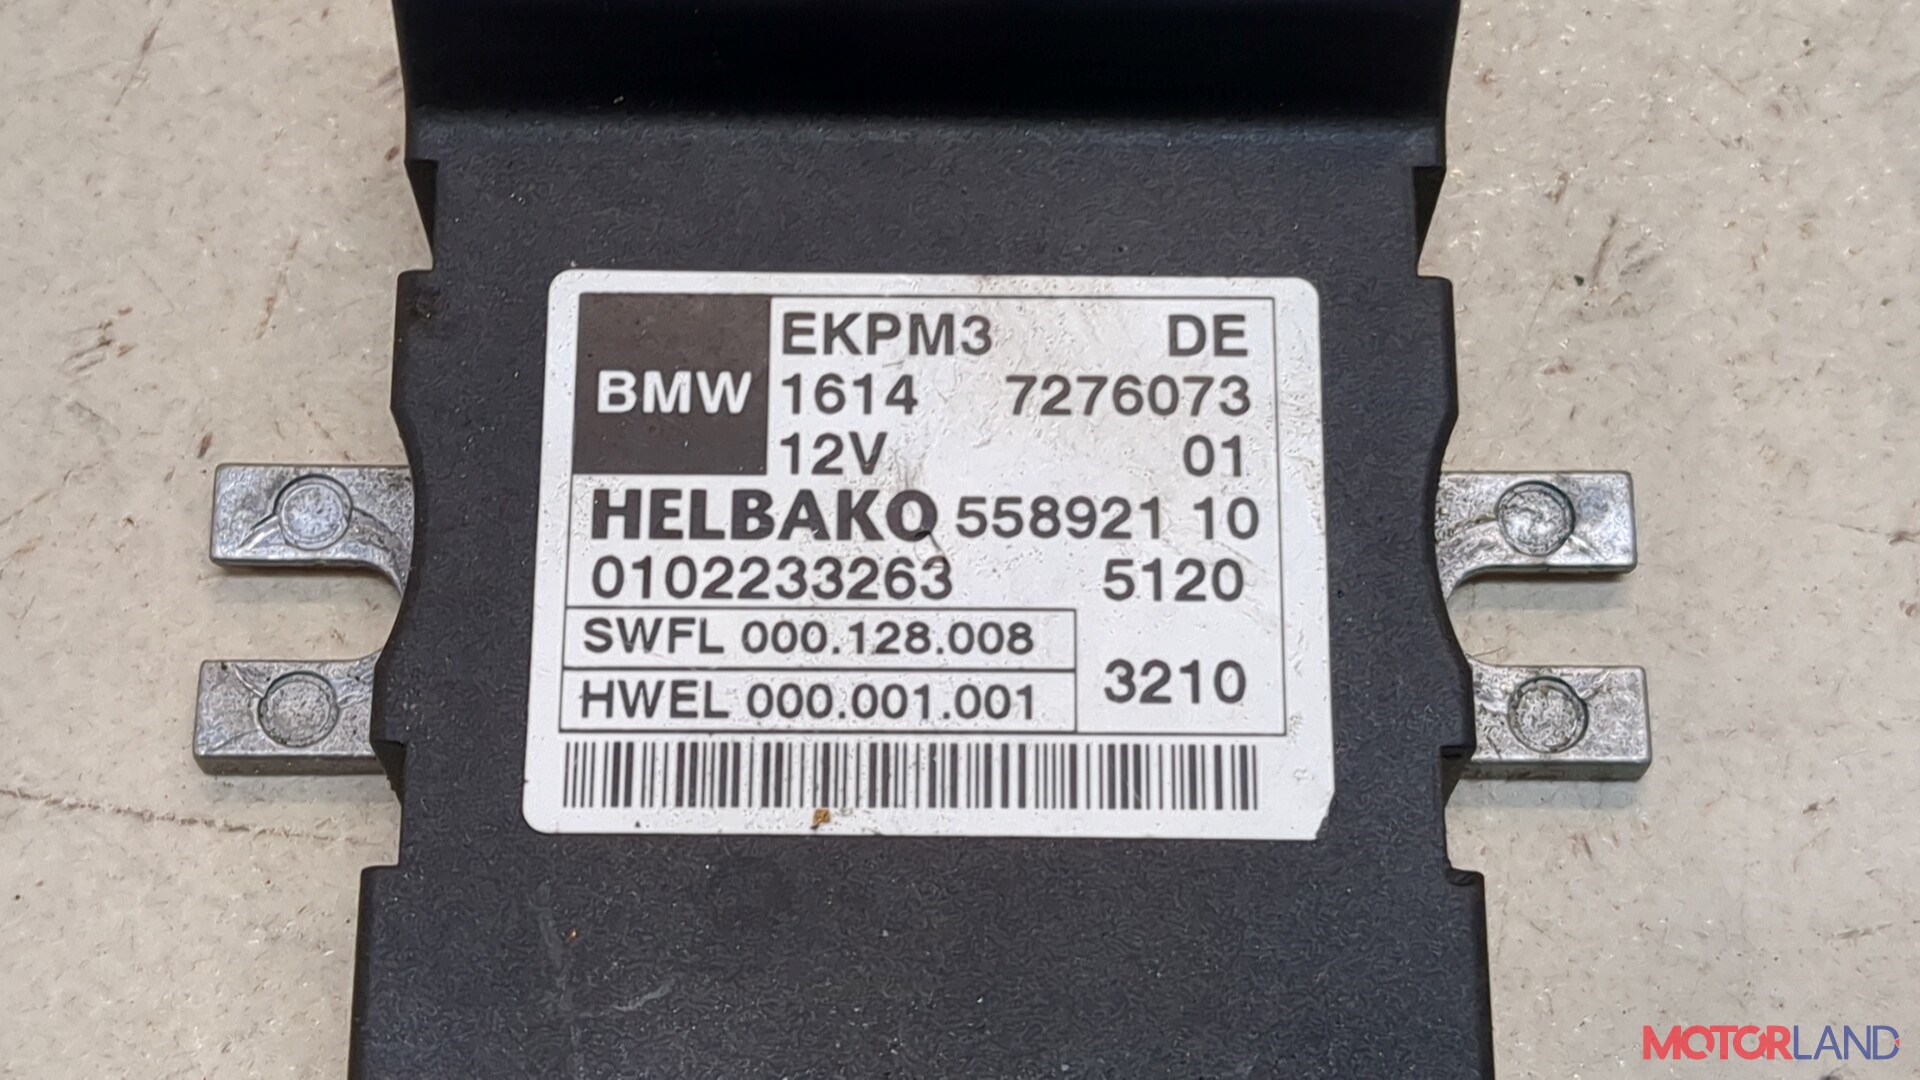 EKPM3 DE
BMW 1614 7276073
12V 01
HELBAKO 558921 10
0102233263 5120
SWFL 000.128.008
3210
HWEL 000.001.001
MOTORLAND